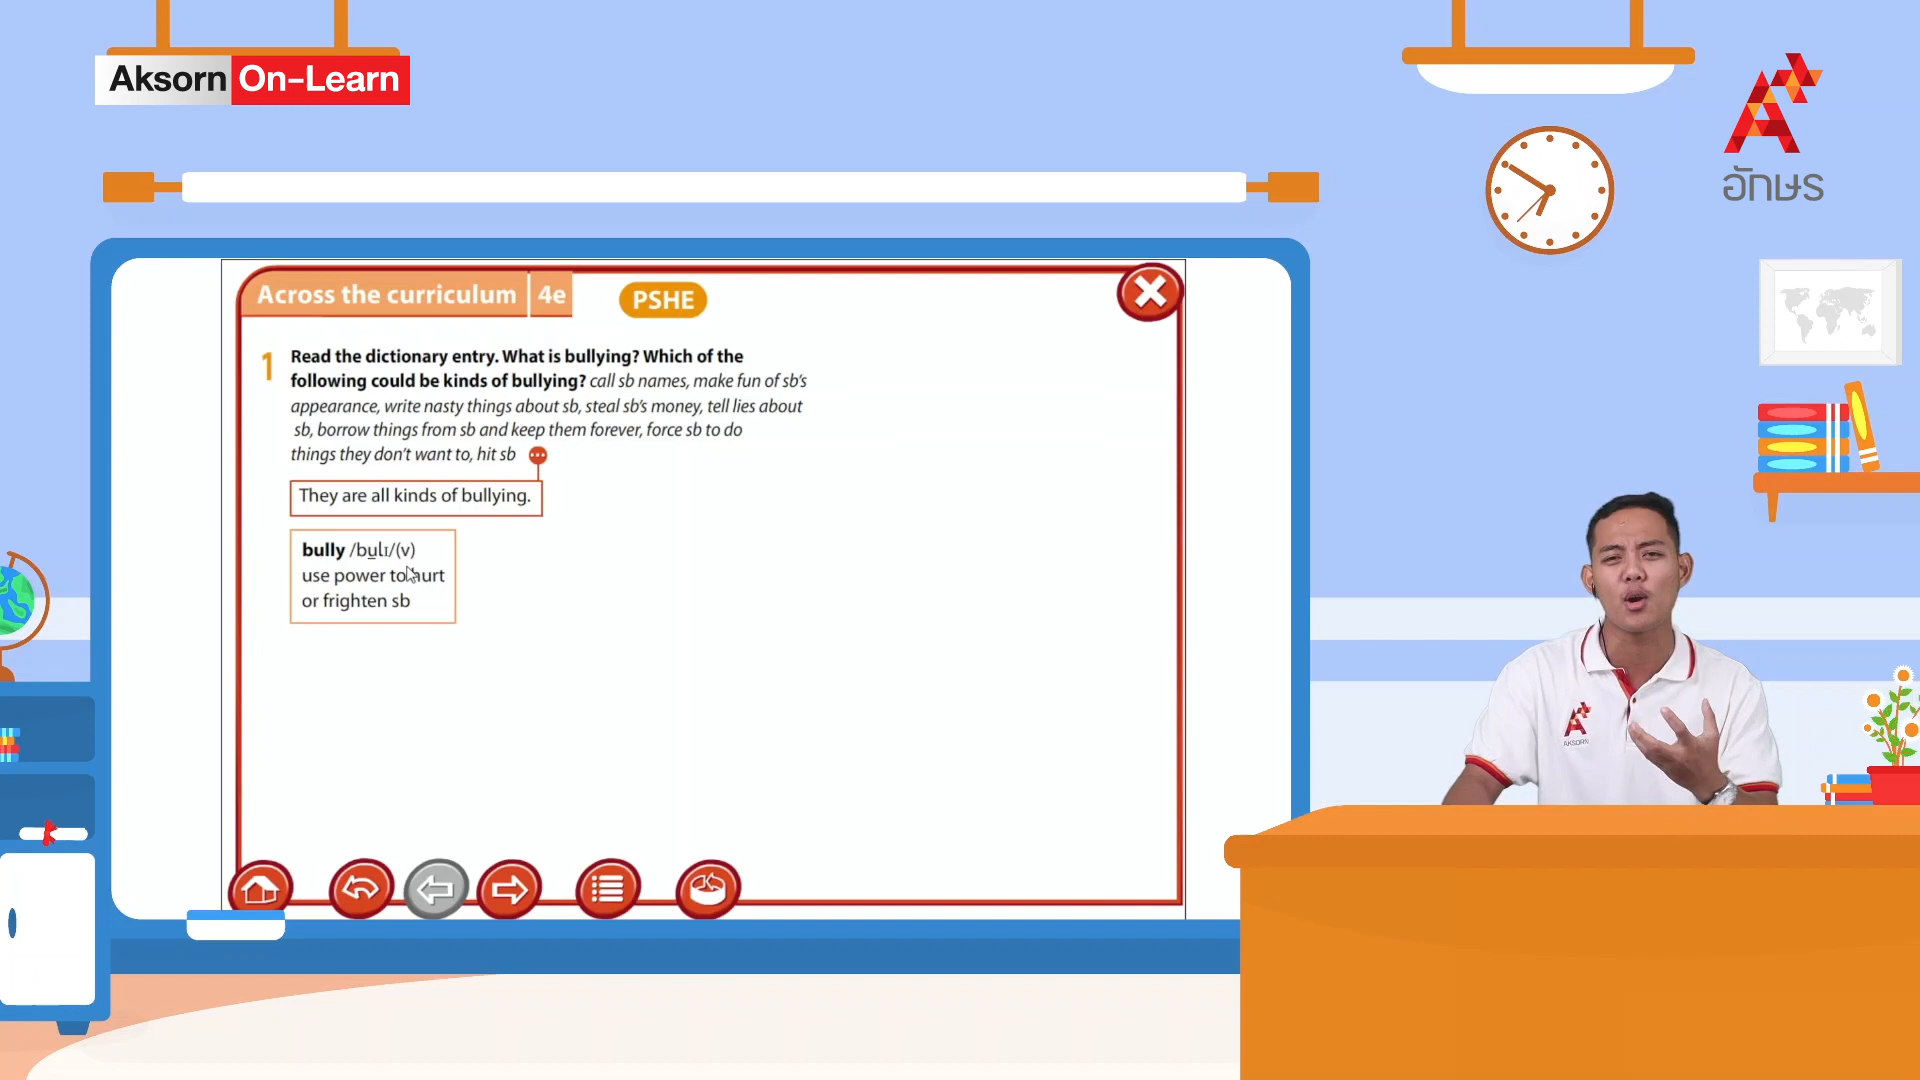 Aksorn On-Learn
อักษร
Across the curriculum 4e PSHE
1 Read the dictionary entry. What is bullying? Which of the
following could be kinds of bullying? call sb names, make fun of sb's
appearance, write nasty things about sb, steal sb's money, tell lies about
sb, borrow things from sb and keep them forever, force sb to do
things they don't want to, hit sb
They are all kinds of bullying.
bully /bu̲lɪ/(v)
use power to hurt
or frighten sb
AKSORN